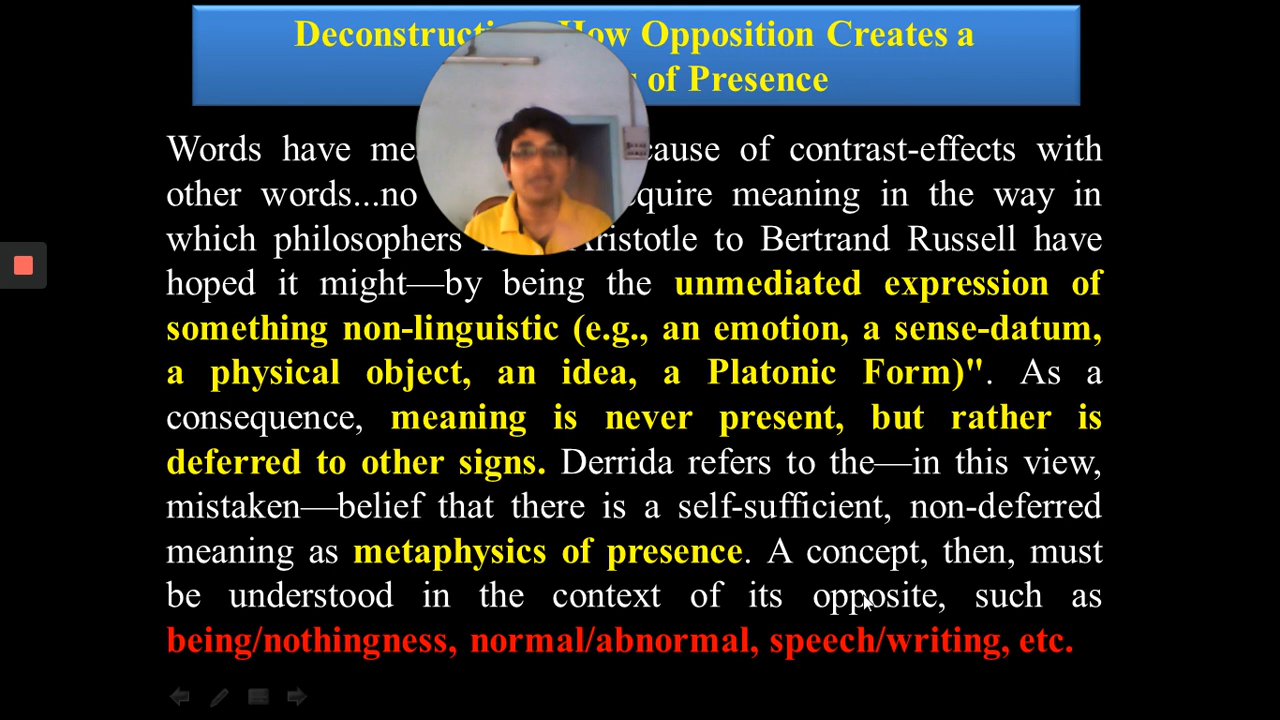 Deconstruction: How Opposition Creates a
of Presence
Words have cause of contrast-effects with
other words...no acquire meaning in the way in
which philosophers Aristotle to Bertrand Russell have
hoped it might—by being the unmediated expression of
something non-linguistic (e.g., an emotion, a sense-datum,
a physical object, an idea, a Platonic Form)". As a
consequence, meaning is never present, but rather is
deferred to other signs. Derrida refers to the—in this view,
mistaken—belief that there is a self-sufficient, non-deferred
meaning as metaphysics of presence. A concept, then, must
be understood in the context of its opposite, such as
being/nothingness, normal/abnormal, speech/writing, etc.